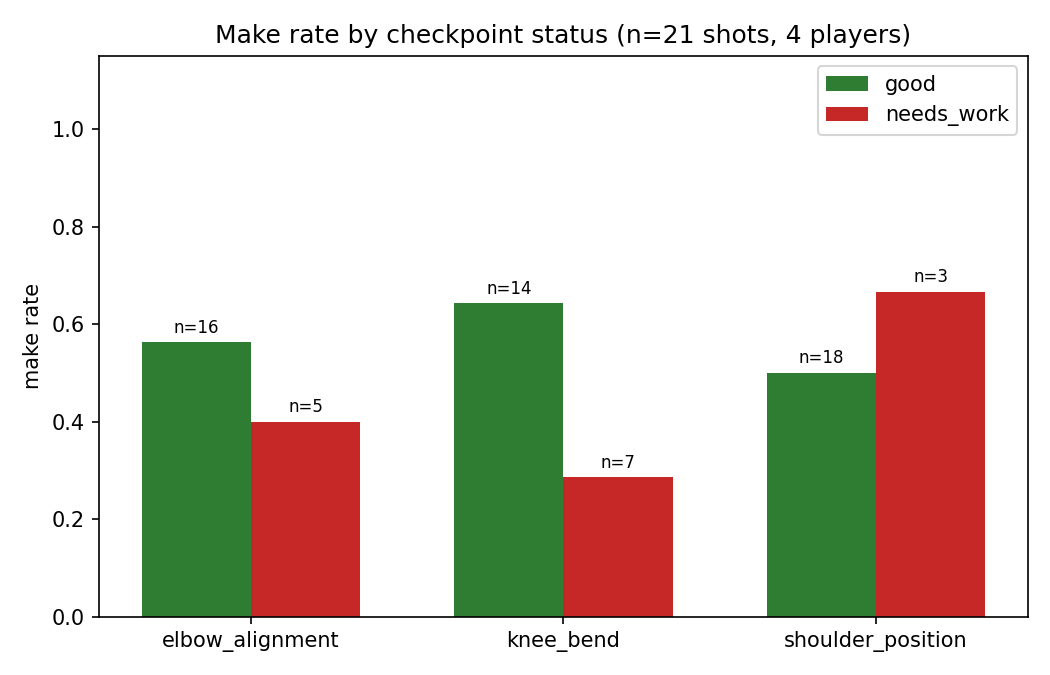 Make rate by checkpoint status (n=21 shots, 4 players)
good
needs_work
make rate
1.0
0.8
0.6
0.4
0.2
0.0
n=16
n=5
n=14
n=7
n=18
n=3
elbow_alignment
knee_bend
shoulder_position